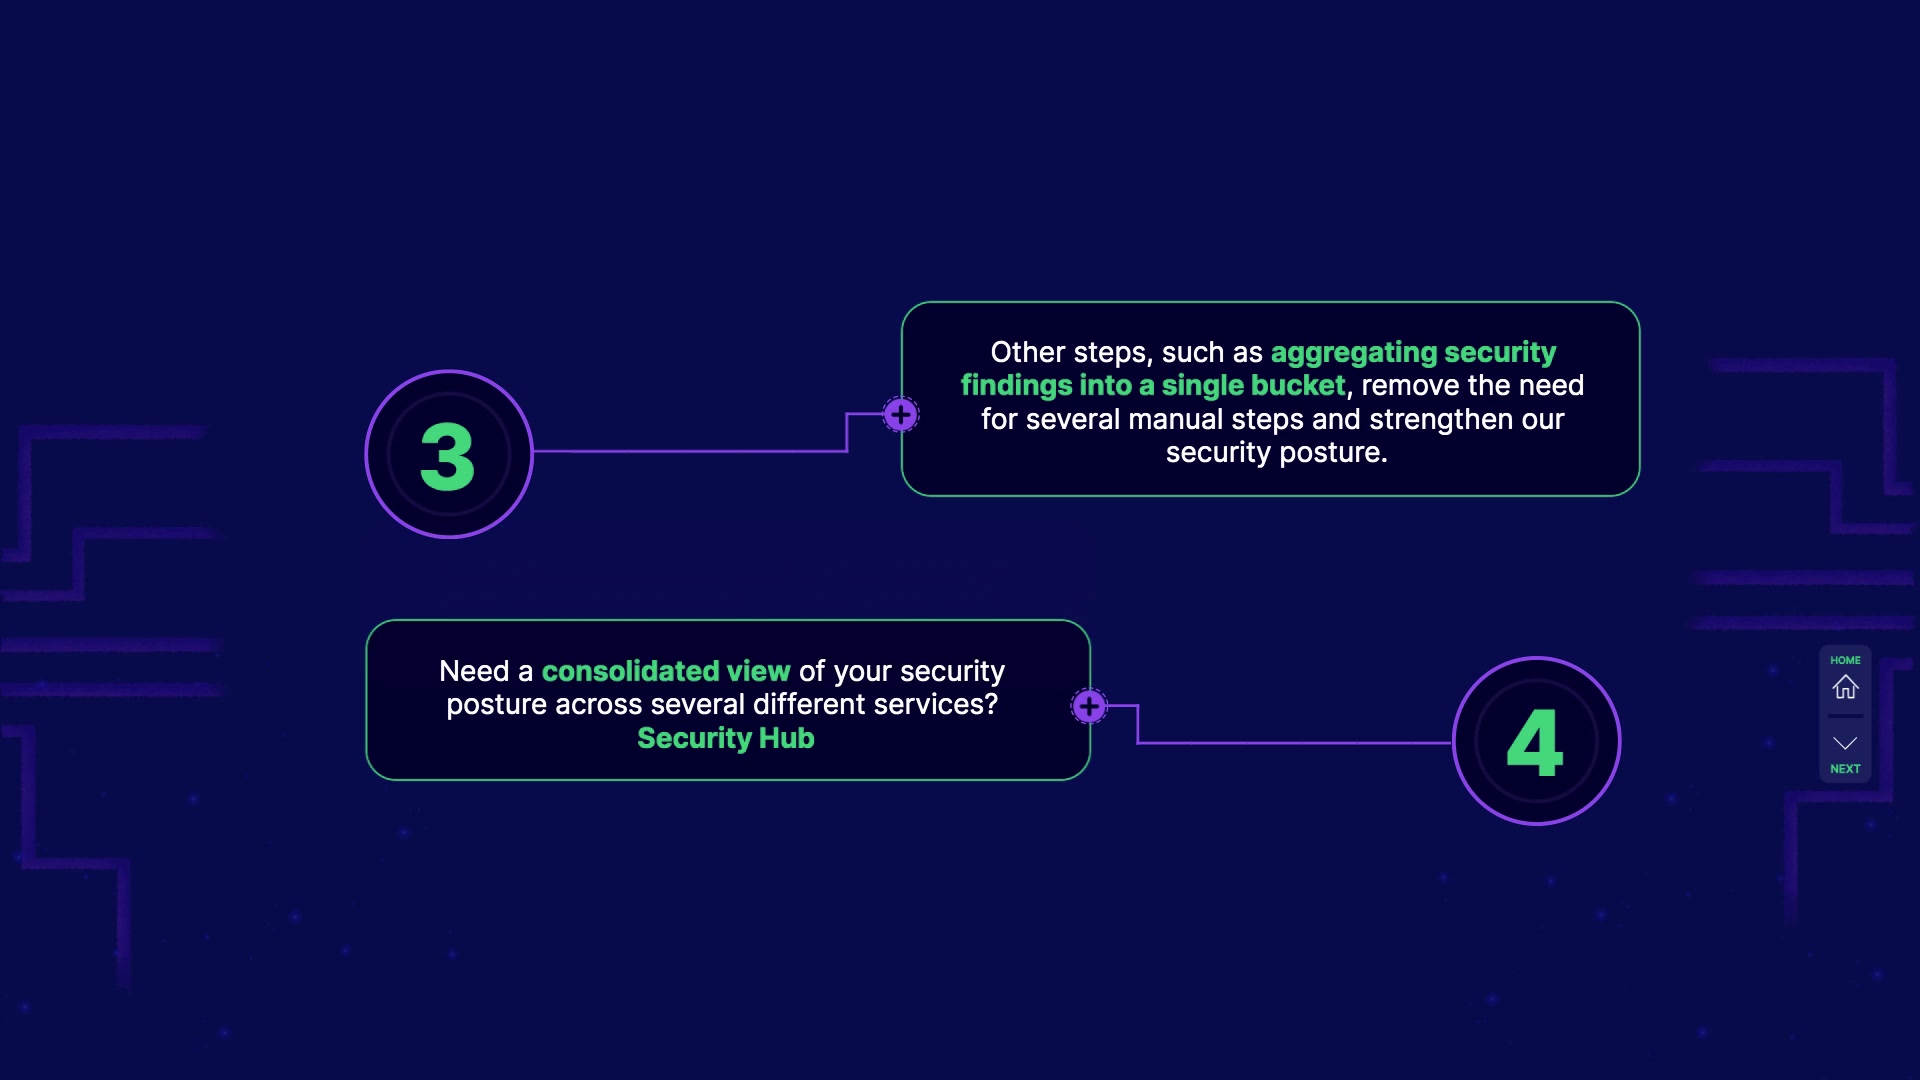 3
Other steps, such as aggregating security
findings into a single bucket, remove the need
for several manual steps and strengthen our
security posture.
Need a consolidated view of your security
posture across several different services?
Security Hub
4
HOME
NEXT